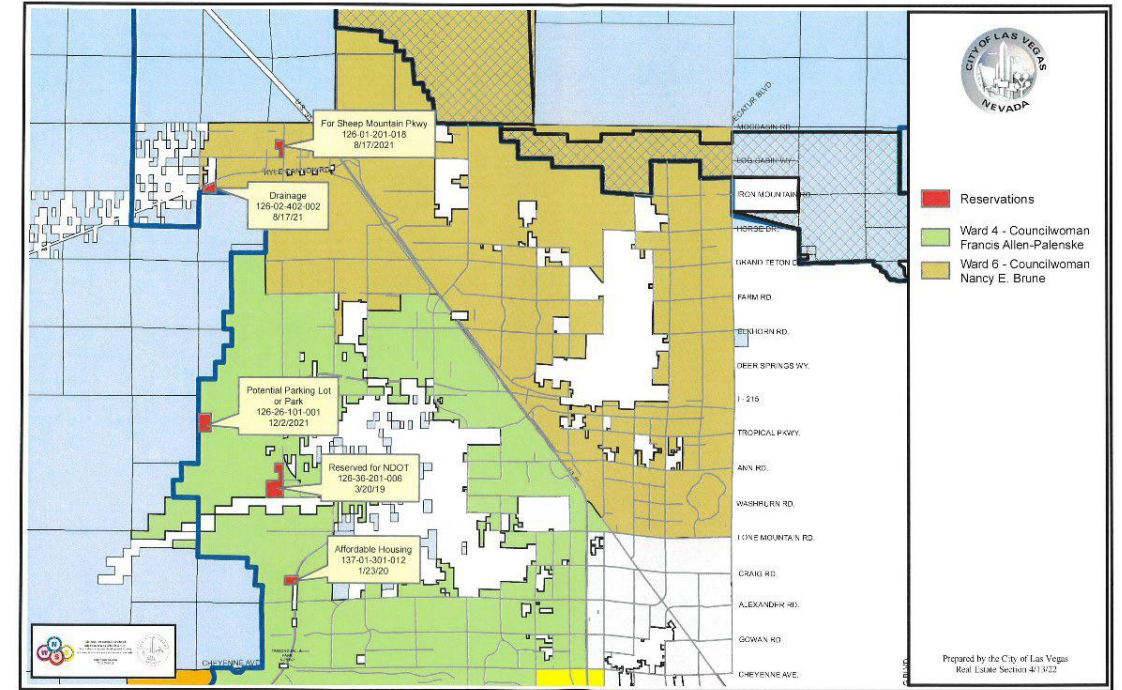 CITY OF LAS VEGAS
NEVADA
Reservations
Ward 4 - Councilwoman
Francis Allen-Palenske
Ward 6 - Councilwoman
Nancy E. Brune
For Sheep Mountain Pkwy
126-01-201-018
8/17/2021
Drainage
126-02-402-002
8/17/21
Potential Parking Lot
or Park
126-26-101-001
12/2/2021
Reserved for NDOT
126-36-201-006
3/20/19
Affordable Housing
137-01-301-012
1/23/20
MOCCASIN RD.
LOG CABIN WY.
IRON MOUNTAIN RD.
HORSE DR.
GRAND TETON D
FARM RD.
ELKHORN RD.
DEER SPRINGS WY.
I - 215
TROPICAL PKWY.
ANN RD.
WASHBURN RD.
LONE MOUNTAIN RD.
CRAIG RD.
ALEXANDER RD.
GOWAN RD.
CHEYENNE AVE.
CHEYENNE AVE.
Prepared by the City of Las Vegas
Real Estate Section 4/13/22